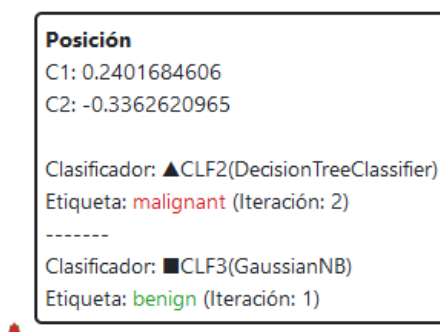 Posición
C1: 0.2401684606
C2: -0.3362620965
Clasificador: ▲CLF2(DecisionTreeClassifier)
Etiqueta: malignant (Iteración: 2)
-------
Clasificador: ■CLF3(GaussianNB)
Etiqueta: benign (Iteración: 1)